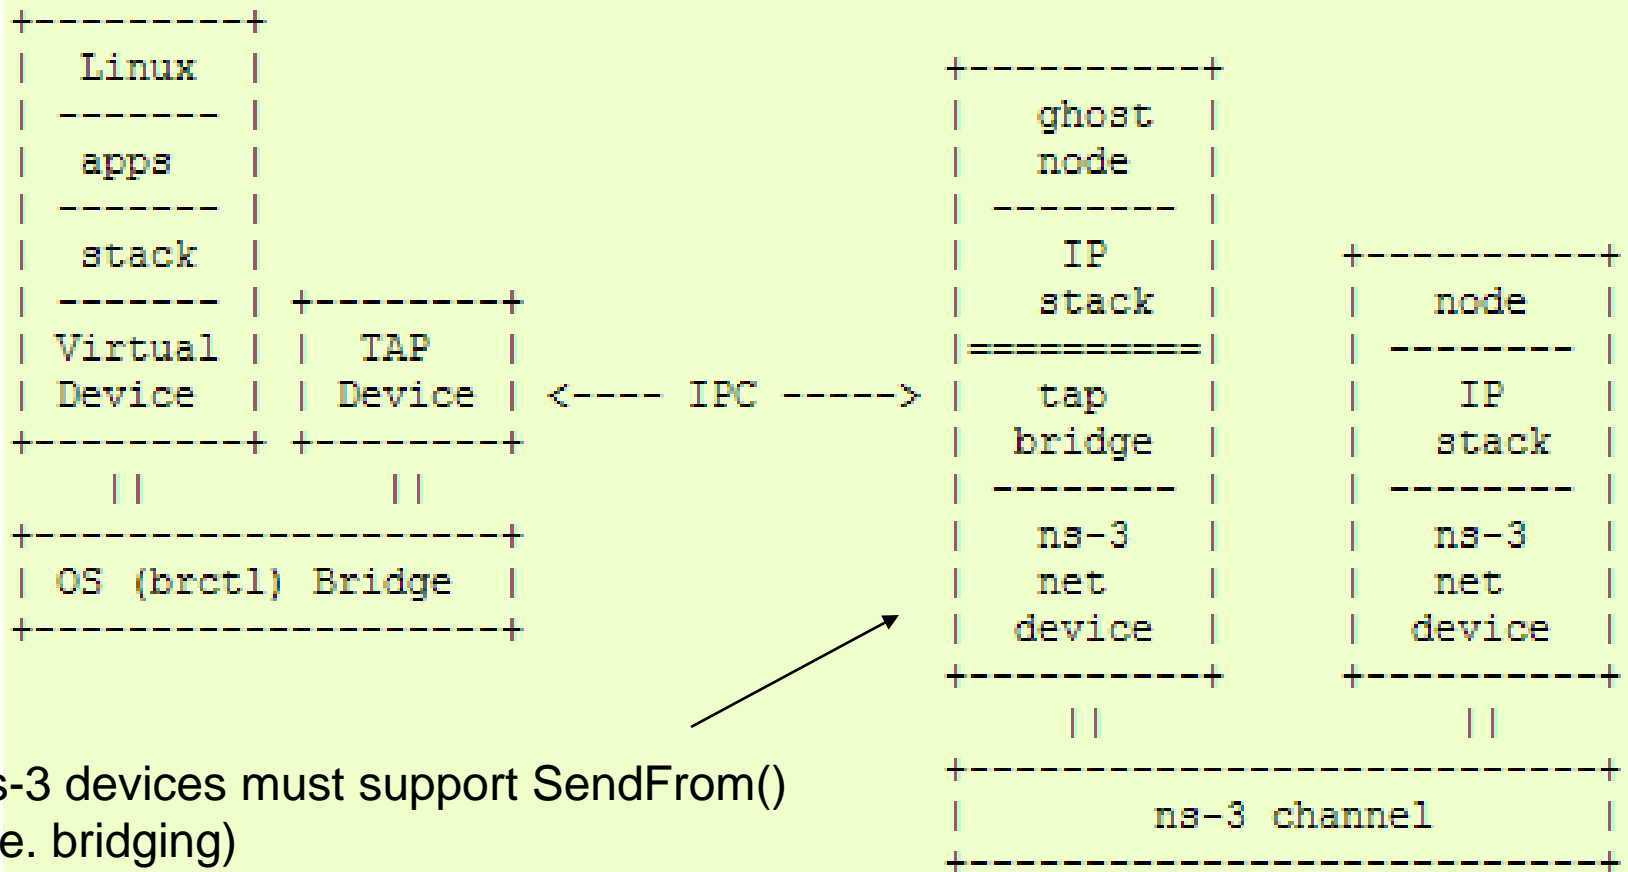 Linux
-------
apps
-------
stack
-------
Virtual
Device
TAP
Device
OS (brctl) Bridge
<---- IPC ----->
ghost
node
--------
IP
stack
==========
tap
bridge
--------
ns-3
net
device
node
--------
IP
stack
--------
ns-3
net
device
ns-3 channel
s-3 devices must support SendFrom()
e. bridging)